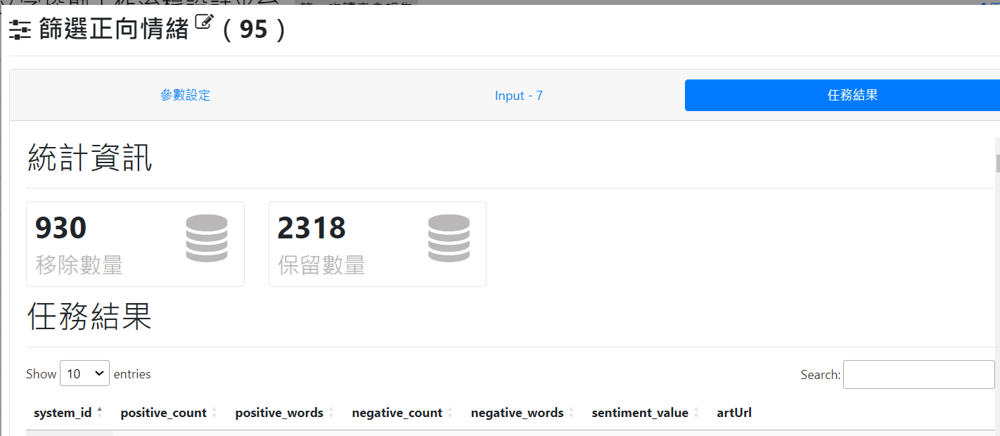 篩選正向情緒 ( 95 )
參數設定 Input - 7 任務結果
統計資訊
930 2318
移除數量 保留數量
任務結果
Show 10 entries Search:
system_id positive_count positive_words negative_count negative_words sentiment_value artUrl